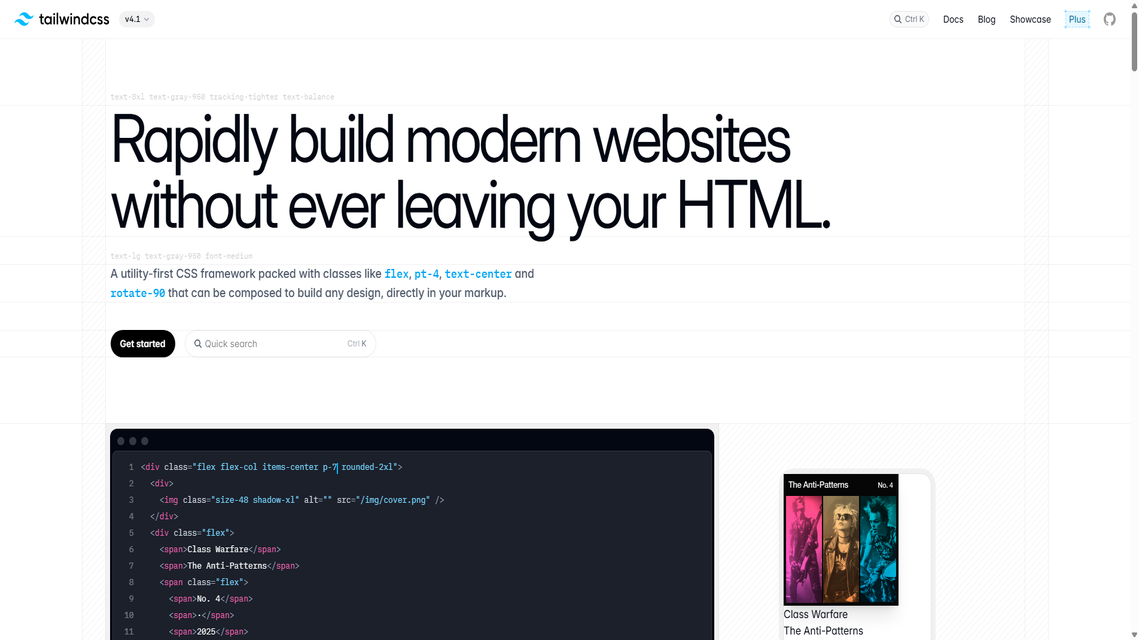 tailwindcss v4.1
Ctrl K Docs Blog Showcase Plus
text-8xl text-gray-950 tracking-tighter text-balance
Rapidly build modern websites
without ever leaving your HTML.
text-lg text-gray-950 font-medium
A utility-first CSS framework packed with classes like flex, pt-4, text-center and
rotate-90 that can be composed to build any design, directly in your markup.
Get started Quick search Ctrl K
1 <div class="flex flex-col items-center p-7 rounded-2xl">
2 <div>
3 <img class="size-48 shadow-xl" alt="" src="/img/cover.png" />
4 </div>
5 <div class="flex">
6 <span>Class Warfare</span>
7 <span>The Anti-Patterns</span>
8 <span class="flex">
9 <span>No. 4</span>
10 <span>·</span>
11 <span>2025</span>
The Anti-Patterns No. 4
Class Warfare
The Anti-Patterns